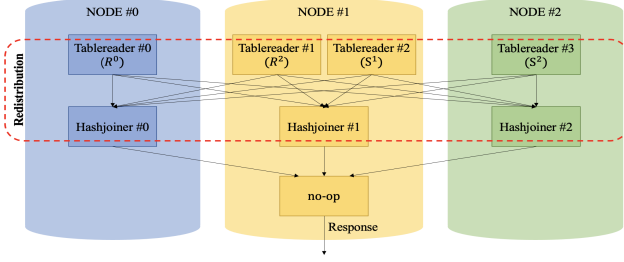 NODE #0
NODE #1
NODE #2
Redistribution
Tablereader #0
(R⁰)
Tablereader #1
(R²)
Tablereader #2
(S¹)
Tablereader #3
(S²)
Hashjoiner #0
Hashjoiner #1
Hashjoiner #2
no-op
Response